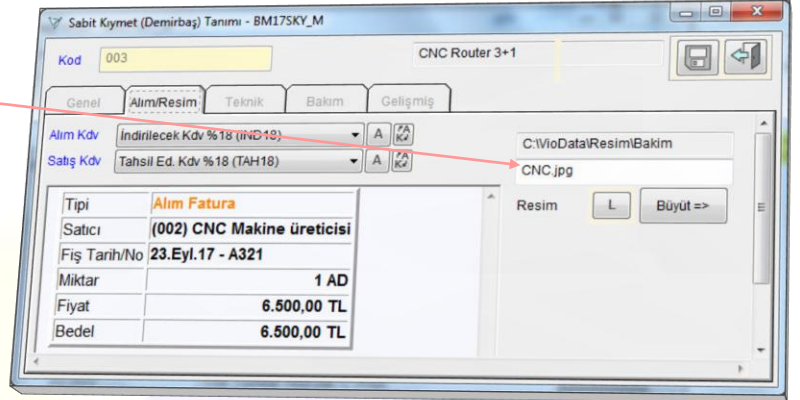 Sabit Kıymet (Demirbaş) Tanımı - BM17SKY_M
Kod 003 CNC Router 3+1
Genel Alım/Resim Teknik Bakım Gelişmiş
Alım Kdv İndirilecek Kdv %18 (IND18) A
Satış Kdv Tahsil Ed. Kdv %18 (TAH18) A
C:\VioData\Resim\Bakim
CNC.jpg
Resim L Büyüt =>
Tipi Alım Fatura
Satıcı (002) CNC Makine üreticisi
Fiş Tarih/No 23.Eyl.17 - A321
Miktar 1 AD
Fiyat 6.500,00 TL
Bedel 6.500,00 TL